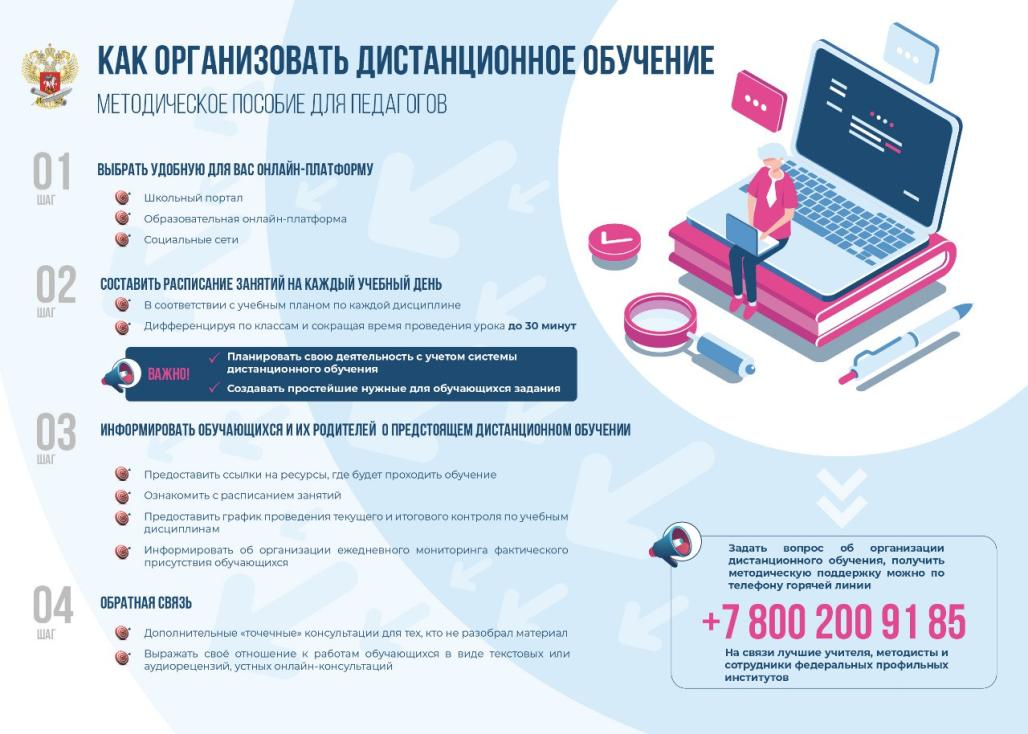 КАК ОРГАНИЗОВАТЬ ДИСТАНЦИОННОЕ ОБУЧЕНИЕ
МЕТОДИЧЕСКОЕ ПОСОБИЕ ДЛЯ ПЕДАГОГОВ
01
ШАГ
ВЫБРАТЬ УДОБНУЮ ДЛЯ ВАС ОНЛАЙН-ПЛАТФОРМУ
Школьный портал
Образовательная онлайн-платформа
Социальные сети
02
ШАГ
СОСТАВИТЬ РАСПИСАНИЕ ЗАНЯТИЙ НА КАЖДЫЙ УЧЕБНЫЙ ДЕНЬ
В соответствии с учебным планом по каждой дисциплине
Дифференцируя по классам и сокращая время проведения урока до 30 минут
ВАЖНО!
Планировать свою деятельность с учетом системы
дистанционного обучения
Создавать простейшие нужные для обучающихся задания
03
ШАГ
ИНФОРМИРОВАТЬ ОБУЧАЮЩИХСЯ И ИХ РОДИТЕЛЕЙ О ПРЕДСТОЯЩЕМ ДИСТАНЦИОННОМ ОБУЧЕНИИ
Предоставить ссылки на ресурсы, где будет проходить обучение
Ознакомить с расписанием занятий
Предоставить график проведения текущего и итогового контроля по учебным
дисциплинам
Информировать об организации ежедневного мониторинга фактического
присутствия обучающихся
04
ШАГ
ОБРАТНАЯ СВЯЗЬ
Дополнительные «точечные» консультации для тех, кто не разобрал материал
Выражать своё отношение к работам обучающихся в виде текстовых или
аудиорецензий, устных онлайн-консультаций
Задать вопрос об организации
дистанционного обучения, получить
методическую поддержку можно по
телефону горячей линии
+7 800 200 91 85
На связи лучшие учителя, методисты и
сотрудники федеральных профильных
институтов